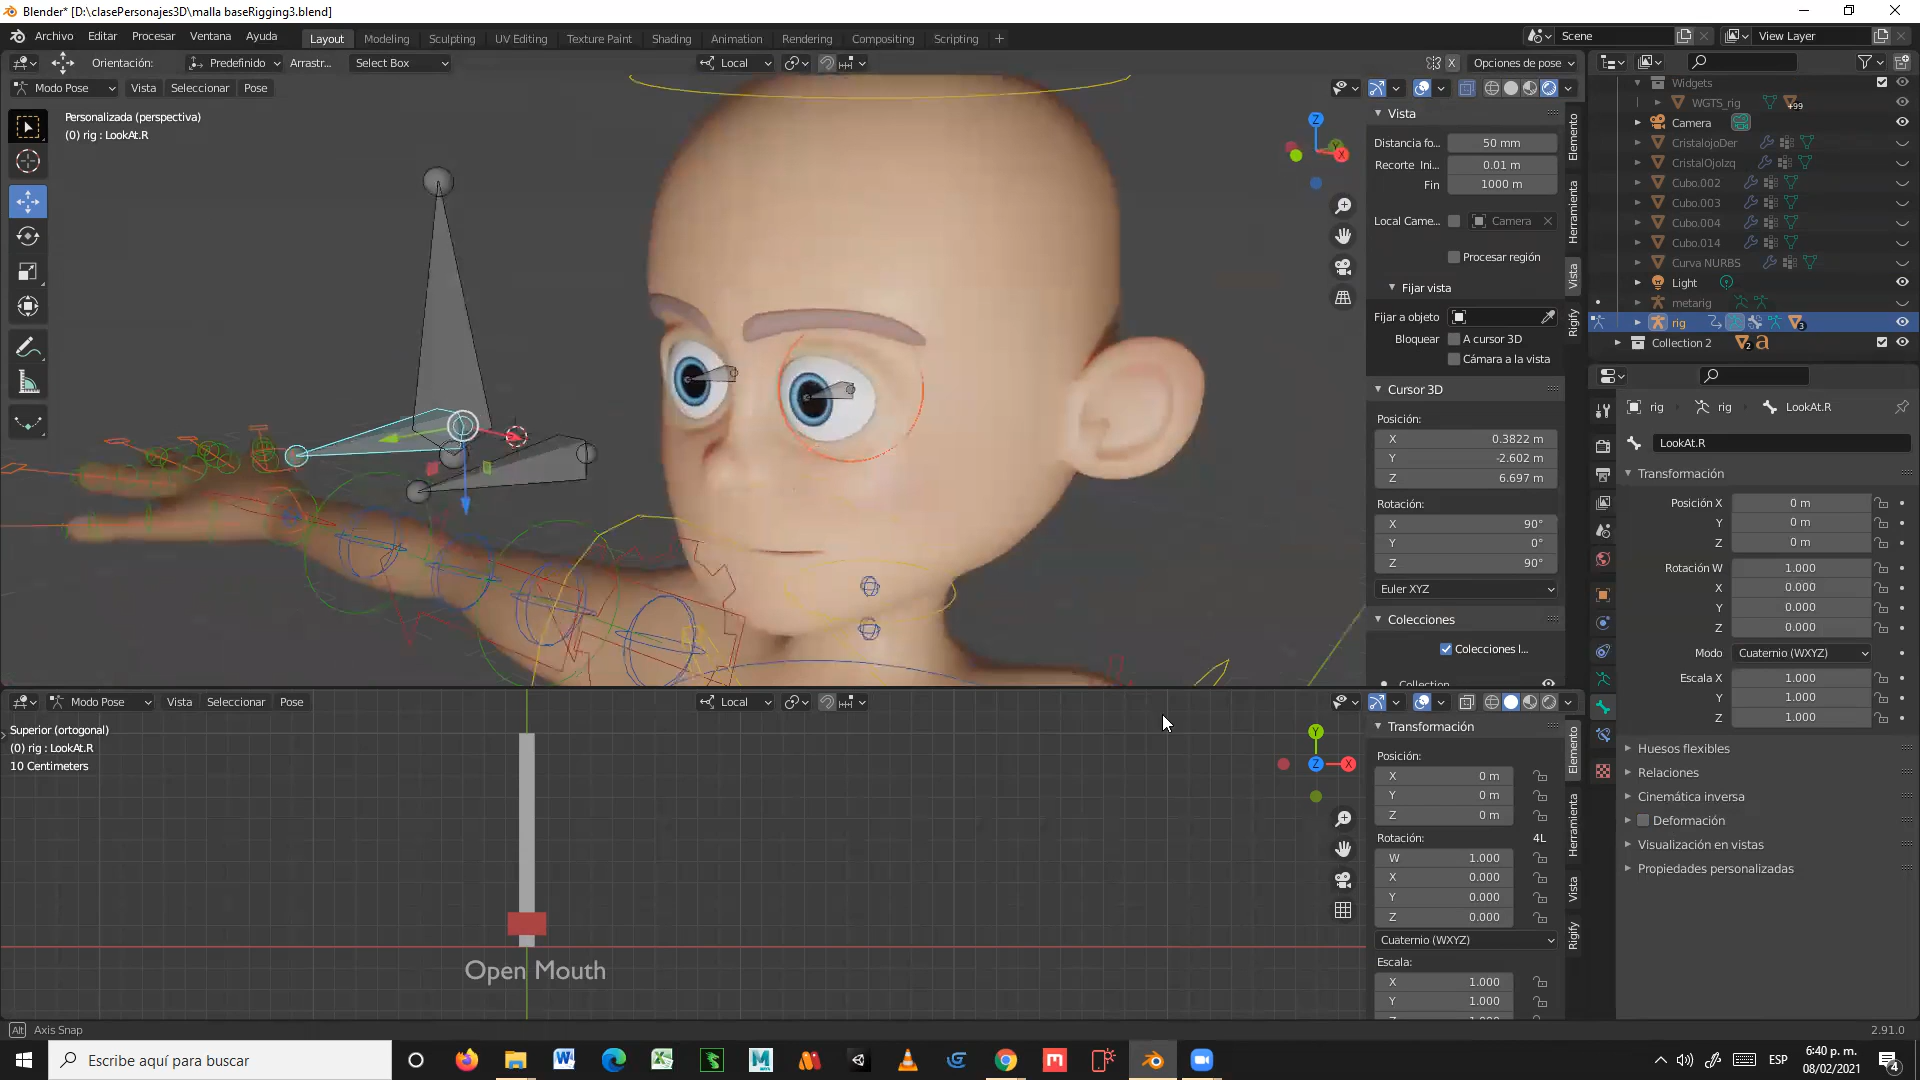 Blender* [D:\clasePersonajes3D\malla baseRigging3.blend]
Archivo Editar Procesar Ventana Ayuda Layout Modeling Sculpting UV Editing Texture Paint Shading Animation Rendering Compositing Scripting + Scene View Layer
Orientación: Predefinido Arrastr... Select Box Local X Opciones de pose
Modo Pose Vista Seleccionar Pose
Personalizada (perspectiva)
(0) rig : LookAt.R
Z
X
Vista
Distancia fo... 50 mm
Recorte Ini... 0.01 m
Fin 1000 m
Local Came... Camera
Procesar región
Fijar vista
Fijar a objeto
Bloquear A cursor 3D
Cámara a la vista
Cursor 3D
Posición:
X 0.3822 m
Y -2.602 m
Z 6.697 m
Rotación:
X 90°
Y 0°
Z 90°
Euler XYZ
Colecciones
Colecciones l...
Collection
Elemento
Herramienta
Vista
Rigify
Widgets
WGTS_rig +99
Camera
CristalojoDer
CristalOjoIzq
Cubo.002
Cubo.003
Cubo.004
Cubo.014
Curva NURBS
Light
metarig
rig 3
Collection 2 2
rig rig LookAt.R
LookAt.R
Transformación
Posición X 0 m
Y 0 m
Z 0 m
Rotación W 1.000
X 0.000
Y 0.000
Z 0.000
Modo Cuaternio (WXYZ)
Escala X 1.000
Y 1.000
Z 1.000
Huesos flexibles
Relaciones
Cinemática inversa
Deformación
Visualización en vistas
Propiedades personalizadas
Modo Pose Vista Seleccionar Pose Local
Superior (ortogonal)
(0) rig : LookAt.R
10 Centimeters
Open Mouth
Y
Z X
Transformación
Posición:
X 0 m
Y 0 m
Z 0 m
Rotación: 4L
W 1.000
X 0.000
Y 0.000
Z 0.000
Cuaternio (WXYZ)
Escala:
X 1.000
Y 1.000
Elemento
Herramienta
Vista
Rigify
Alt Axis Snap 2.91.0
Escribe aquí para buscar
ESP
6:40 p. m.
08/02/2021
4